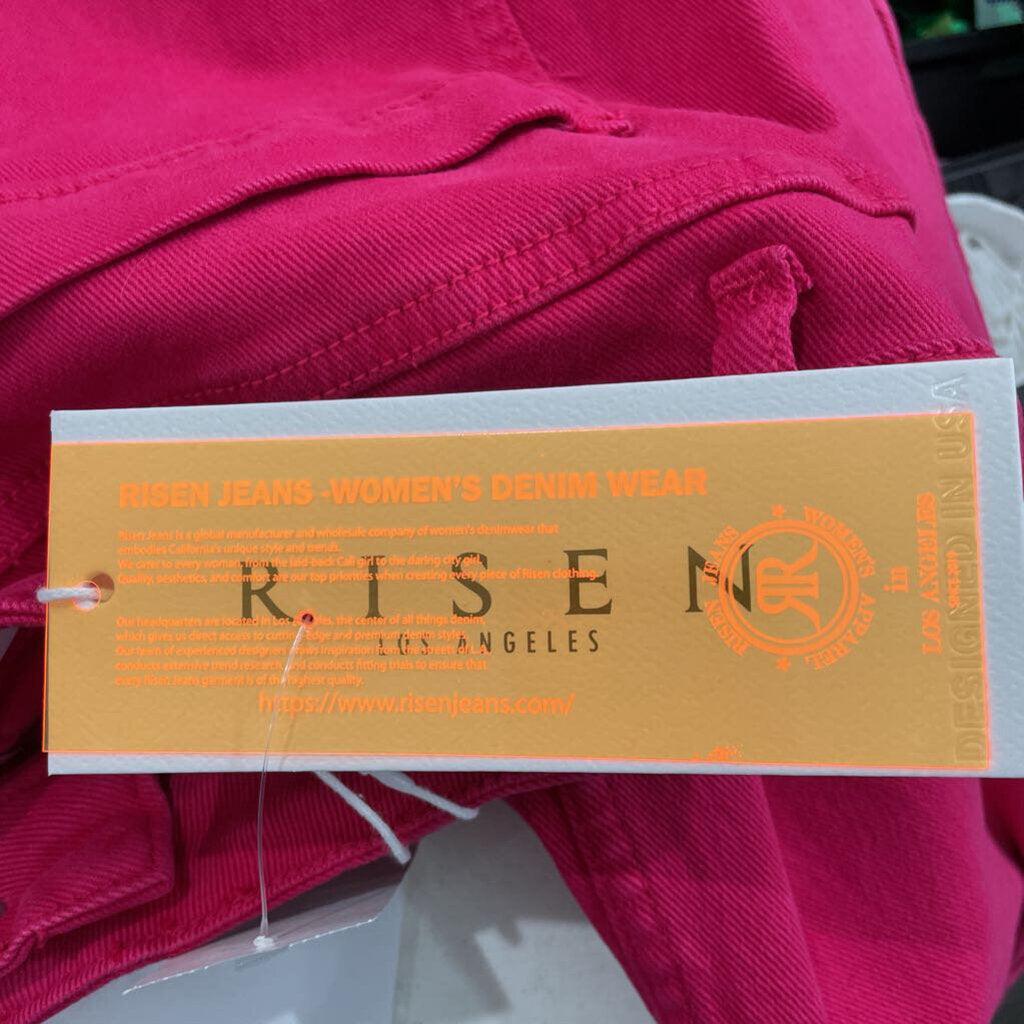 RISEN JEANS -WOMEN'S DENIM WEAR
Risen Jeans is a global manufacturer and wholesale company of women's denimwear that
embodies California's unique style and trends.
We cater to every woman, from the laid-back Cali girl to the daring city girl.
Quality, aesthetics, and comfort are our top priorities when creating every piece of Risen clothing.
RISEN
LOS ANGELES
Our headquarters are located in Los Angeles, the center of all things denim,
which gives us direct access to cutting edge and premium denim styles.
Our team of experienced designers draws inspiration from the streets of L.A.
conducts extensive trend research, and conducts fitting trials to ensure that
every Risen Jeans garment is of the highest quality.
https://www.risenjeans.com/
RISEN JEANS WOMEN'S APPAREL
RR
in
LOS ANGELES
DESIGNED IN USA